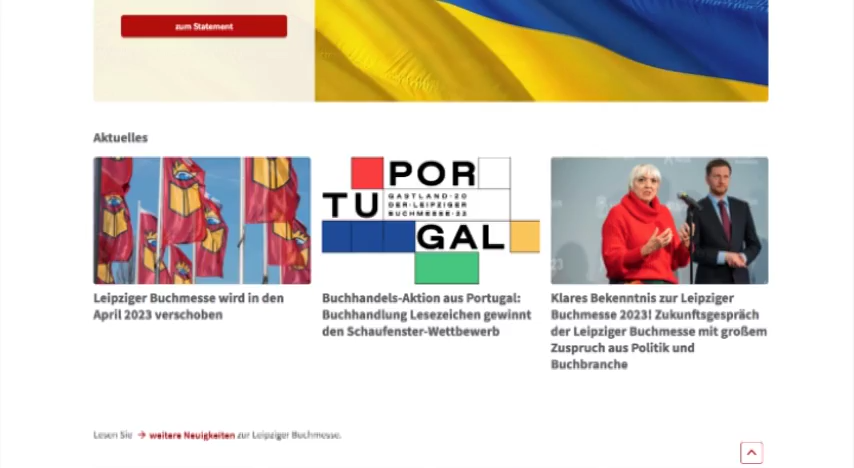 zum Statement
Aktuelles
POR
TU
GASTLAND·20
DER·LEIPZIGER
BUCHMESSE·22
GAL
Leipziger Buchmesse wird in den
April 2023 verschoben
Buchhandels-Aktion aus Portugal:
Buchhandlung Lesezeichen gewinnt
den Schaufenster-Wettbewerb
Klares Bekenntnis zur Leipziger
Buchmesse 2023! Zukunftsgespräch
der Leipziger Buchmesse mit großem
Zuspruch aus Politik und
Buchbranche
Lesen Sie → weitere Neuigkeiten zur Leipziger Buchmesse.